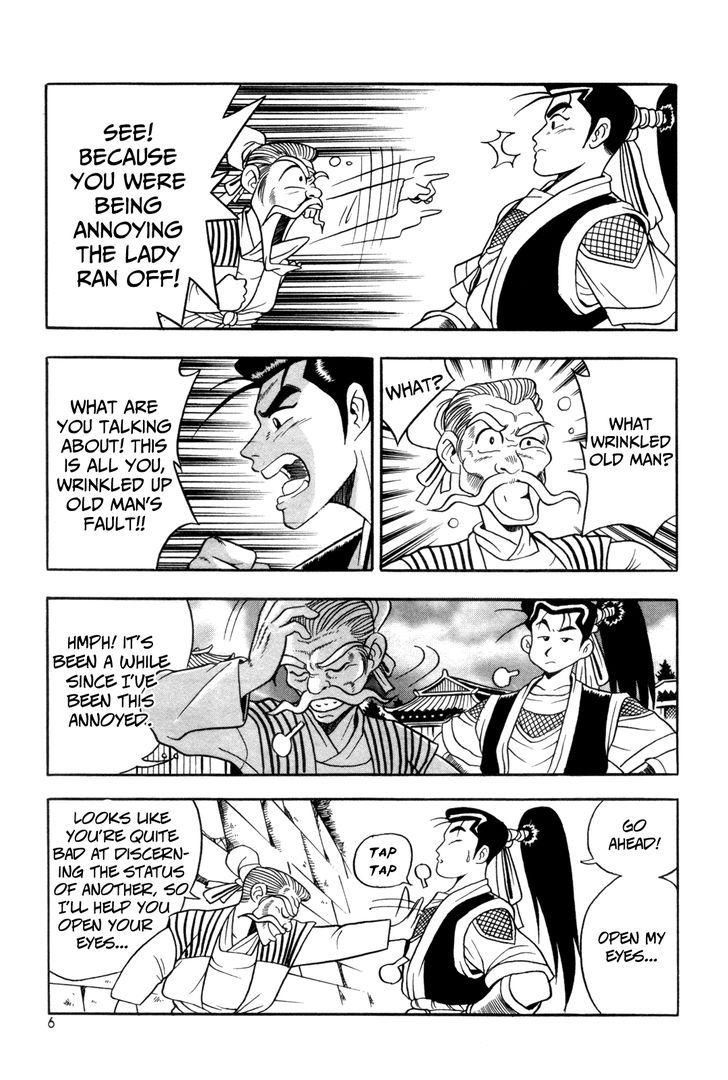 SEE!
BECAUSE
YOU WERE
BEING
ANNOYING
THE LADY
RAN OFF!
WHAT ARE
YOU TALKING
ABOUT! THIS
IS ALL YOU,
WRINKLED UP
OLD MAN'S
FAULT!!
WHAT?
WHAT
WRINKLED
OLD MAN?
HMPH! IT'S
BEEN A WHILE
SINCE I'VE
BEEN THIS
ANNOYED.
LOOKS LIKE
YOU'RE QUITE
BAD AT DISCERN-
ING THE STATUS
OF ANOTHER, SO
I'LL HELP YOU
OPEN YOUR
EYES...
TAP
TAP
GO
AHEAD!
OPEN MY
EYES...
6